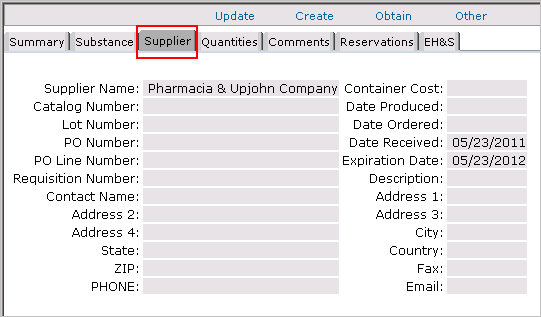 Update Create Obtain Other
Summary Substance Supplier Quantities Comments Reservations EH&S
Supplier Name: Pharmacia & Upjohn Company Container Cost:
Catalog Number: Date Produced:
Lot Number: Date Ordered:
PO Number: Date Received: 05/23/2011
PO Line Number: Expiration Date: 05/23/2012
Requisition Number: Description:
Contact Name: Address 1:
Address 2: Address 3:
Address 4: City:
State: Country:
ZIP: Fax:
PHONE: Email: